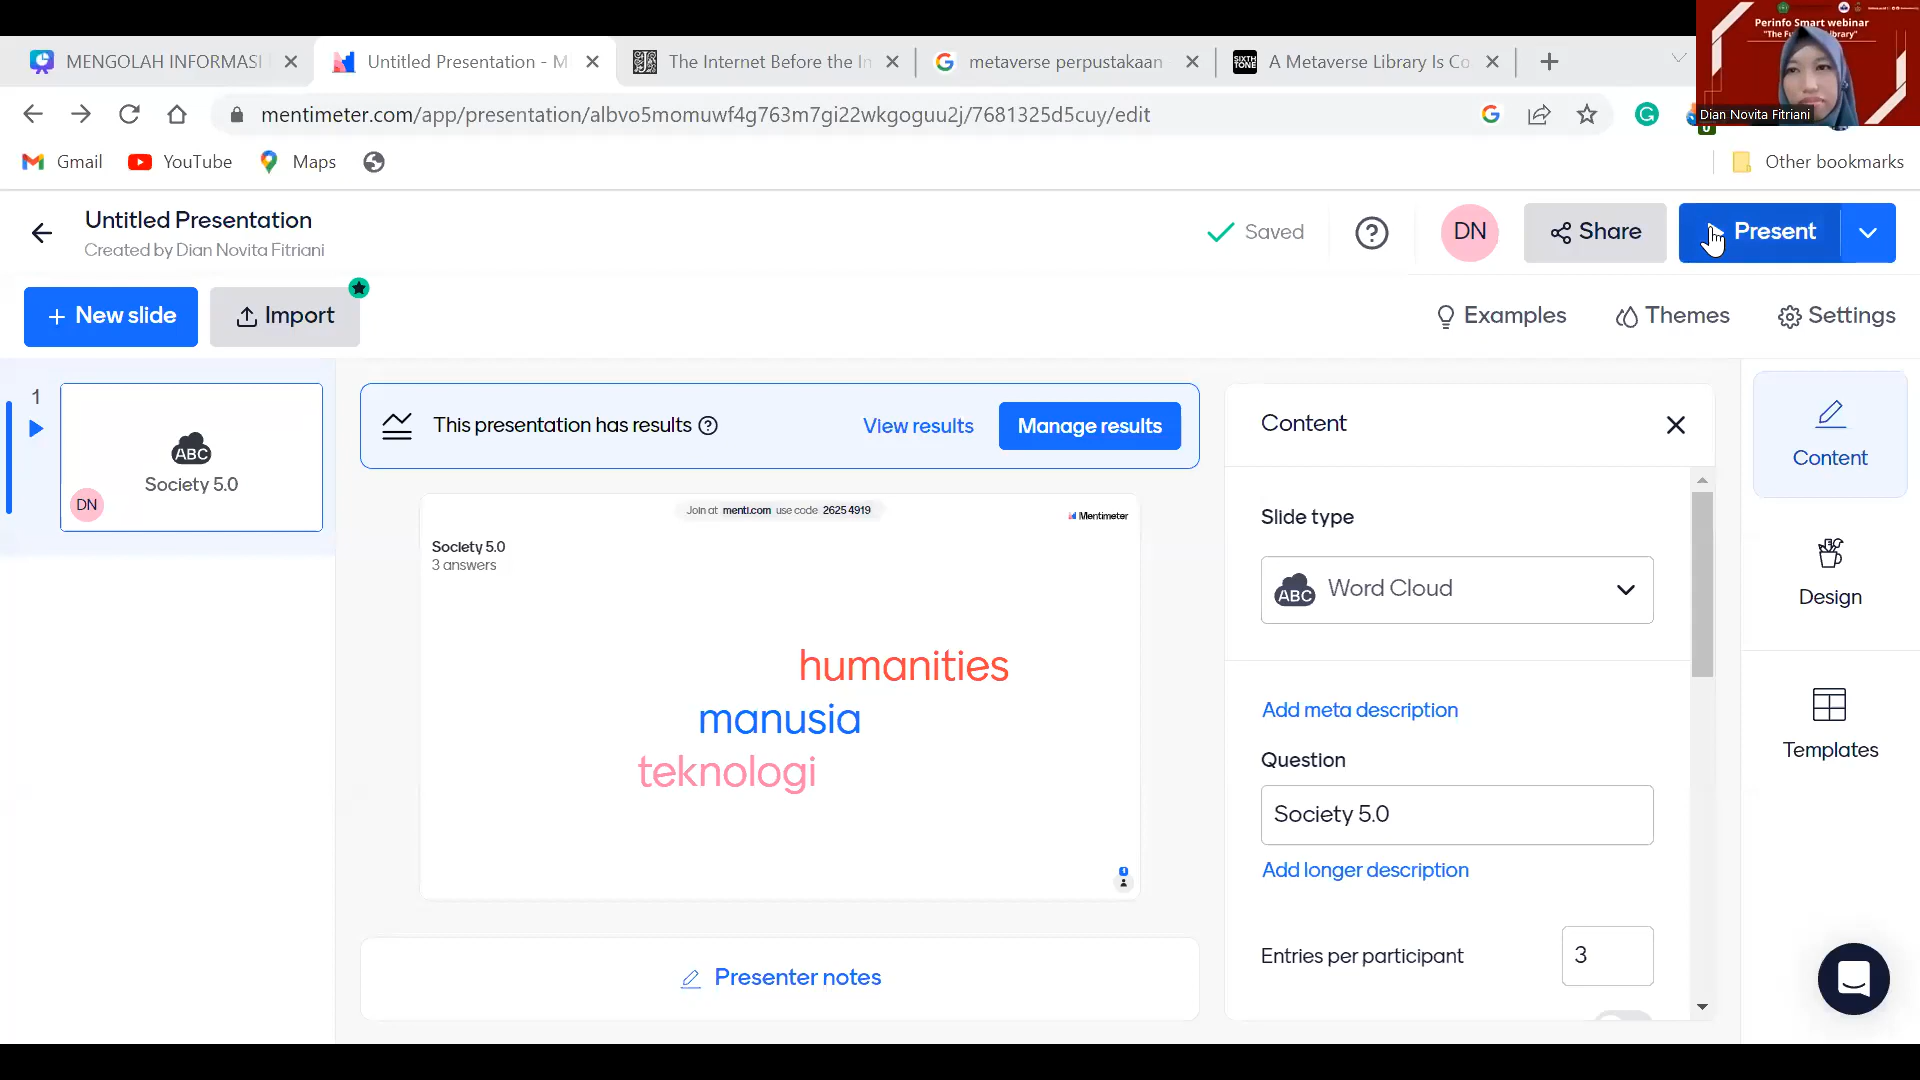 Perinfo Smart webinar
Dian Novita Fitriani
MENGOLAH INFORMASI
Untitled Presentation - M
The Internet Before the In
metaverse perpustakaan
SIXTH TONE
A Metaverse Library Is Co
mentimeter.com/app/presentation/albvo5momuwf4g763m7gi22wkgoguu2j/7681325d5cuy/edit
Gmail
YouTube
Maps
Other bookmarks
Untitled Presentation
Created by Dian Novita Fitriani
Saved
DN
Share
Present
+ New slide
Import
Examples
Themes
Settings
1
ABC
Society 5.0
DN
This presentation has results
View results
Manage results
Join at menti.com use code 2625 4919
Mentimeter
Society 5.0
3 answers
humanities
manusia
teknologi
Presenter notes
Content
Slide type
ABC
Word Cloud
Add meta description
Question
Society 5.0
Add longer description
Entries per participant
3
Content
Design
Templates